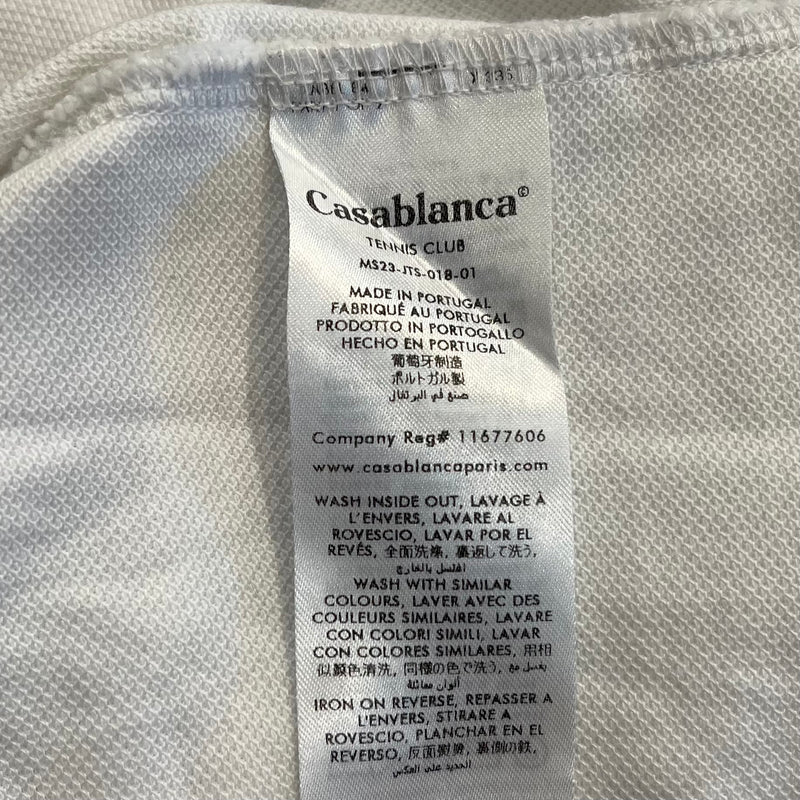 Casablanca®
TENNIS CLUB
MS23-JTS-018-01
MADE IN PORTUGAL
FABRIQUÉ AU PORTUGAL
PRODOTTO IN PORTOGALLO
HECHO EN PORTUGAL
葡萄牙制造
ポルトガル製
صنع في البرتغال
Company Reg# 11677606
www.casablancaparis.com
WASH INSIDE OUT, LAVAGE À
L'ENVERS, LAVARE AL
ROVESCIO, LAVAR POR EL
REVÉS, 全面洗滌, 裏返して洗う,
اغسل بالخارج
WASH WITH SIMILAR
COLOURS, LAVER AVEC DES
COULEURS SIMILAIRES, LAVARE
CON COLORI SIMILI, LAVAR
CON COLORES SIMILARES, 用相
似顏色清洗, 同様の色で洗う, يغسل مع
ألوان مماثلة
IRON ON REVERSE, REPASSER A
L'ENVERS, STIRARE A
ROVESCIO, PLANCHAR EN EL
REVERSO, 反面熨燙, 裏側の鉄,
الحديد على العكس